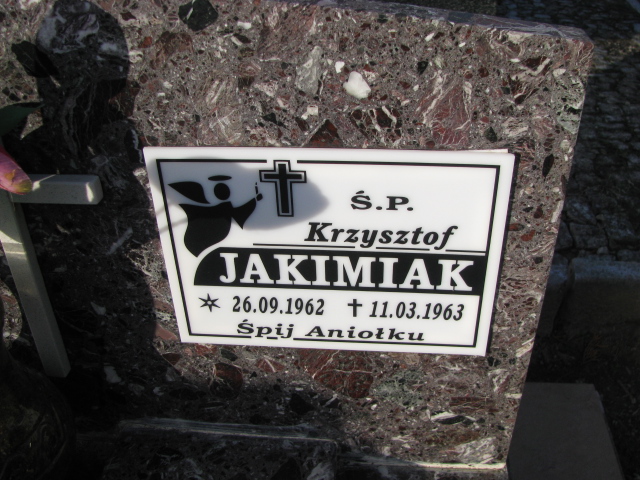 Ś.P.
Krzysztof
JAKIMIAK
26.09.1962 11.03.1963
Śpij Aniołku